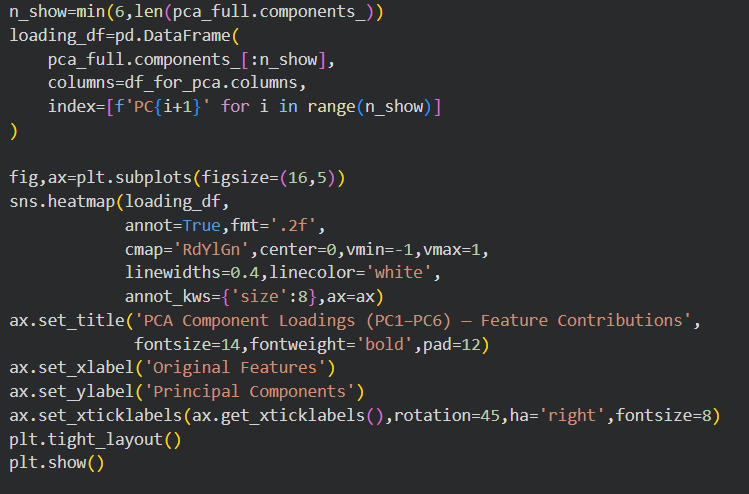 n_show=min(6,len(pca_full.components_))
loading_df=pd.DataFrame(
    pca_full.components_[:n_show],
    columns=df_for_pca.columns,
    index=[f'PC{i+1}' for i in range(n_show)]
)

fig,ax=plt.subplots(figsize=(16,5))
sns.heatmap(loading_df,
            annot=True,fmt='.2f',
            cmap='RdYlGn',center=0,vmin=-1,vmax=1,
            linewidths=0.4,linecolor='white',
            annot_kws={'size':8},ax=ax)
ax.set_title('PCA Component Loadings (PC1–PC6) — Feature Contributions',
             fontsize=14,fontweight='bold',pad=12)
ax.set_xlabel('Original Features')
ax.set_ylabel('Principal Components')
ax.set_xticklabels(ax.get_xticklabels(),rotation=45,ha='right',fontsize=8)
plt.tight_layout()
plt.show()